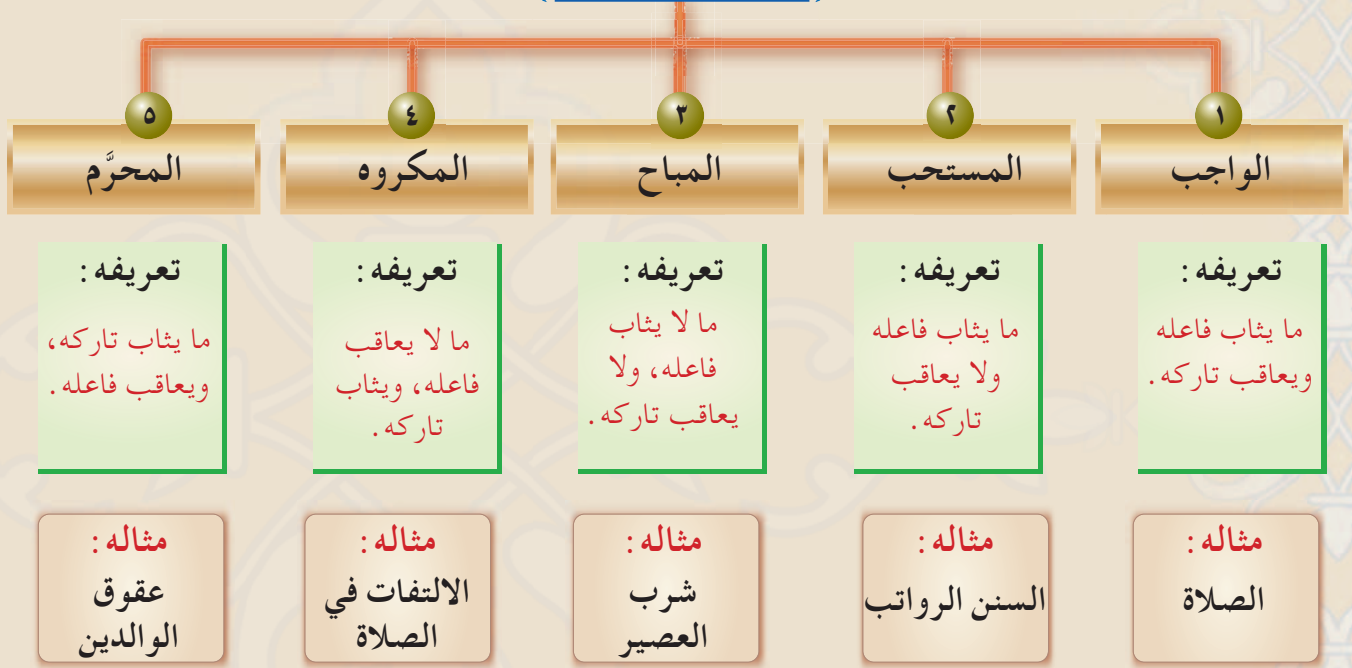 ١
الواجب
تعريفه:
ما يثاب فاعله
ويعاقب تاركه.
مثاله:
الصلاة
٢
المستحب
تعريفه:
ما يثاب فاعله
ولا يعاقب
تاركه.
مثاله:
السنن الرواتب
٣
المباح
تعريفه:
ما لا يثاب
فاعله، ولا
يعاقب تاركه.
مثاله:
شرب
العصير
٤
المكروه
تعريفه:
ما لا يعاقب
فاعله، ويثاب
تاركه.
مثاله:
الالتفات في
الصلاة
٥
المحرَّم
تعريفه:
ما يثاب تاركه،
ويعاقب فاعله.
مثاله:
عقوق
الوالدين